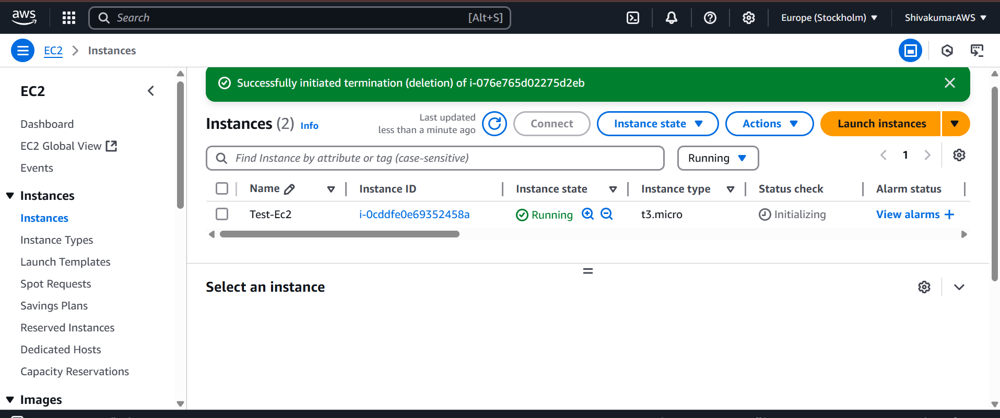 aws
Search [Alt+S]
Europe (Stockholm)
ShivakumarAWS
EC2 > Instances
EC2
Dashboard
EC2 Global View
Events
Instances
Instances
Instance Types
Launch Templates
Spot Requests
Savings Plans
Reserved Instances
Dedicated Hosts
Capacity Reservations
Images
Successfully initiated termination (deletion) of i-076e765d02275d2eb
Instances (2) Info
Last updated
less than a minute ago
Connect
Instance state
Actions
Launch instances
Find Instance by attribute or tag (case-sensitive)
Running
1
Name Instance ID Instance state Instance type Status check Alarm status
Test-Ec2 i-0cddfe0e69352458a Running t3.micro Initializing View alarms +
Select an instance